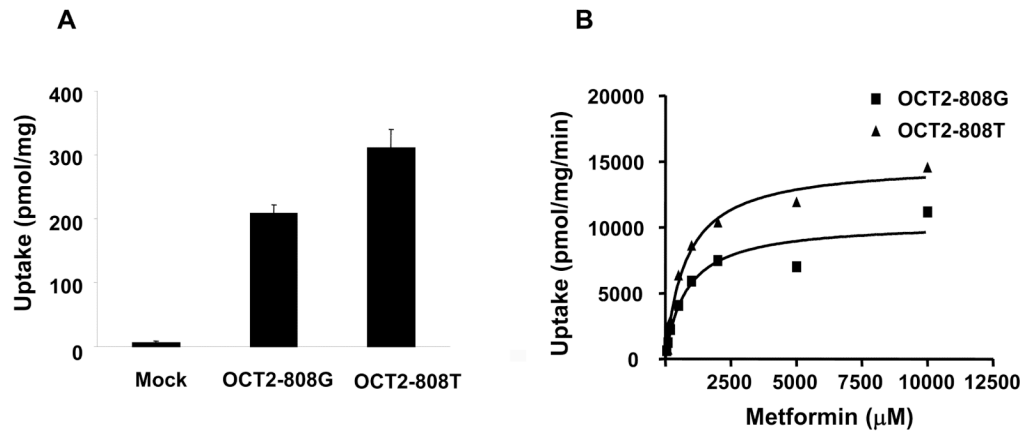 A
Uptake (pmol/mg)
400
300
200
100
0
Mock
OCT2-808G
OCT2-808T
B
Uptake (pmol/mg/min)
20000
15000
10000
5000
0
OCT2-808G
OCT2-808T
2500
5000
7500
10000
12500
Metformin (μM)